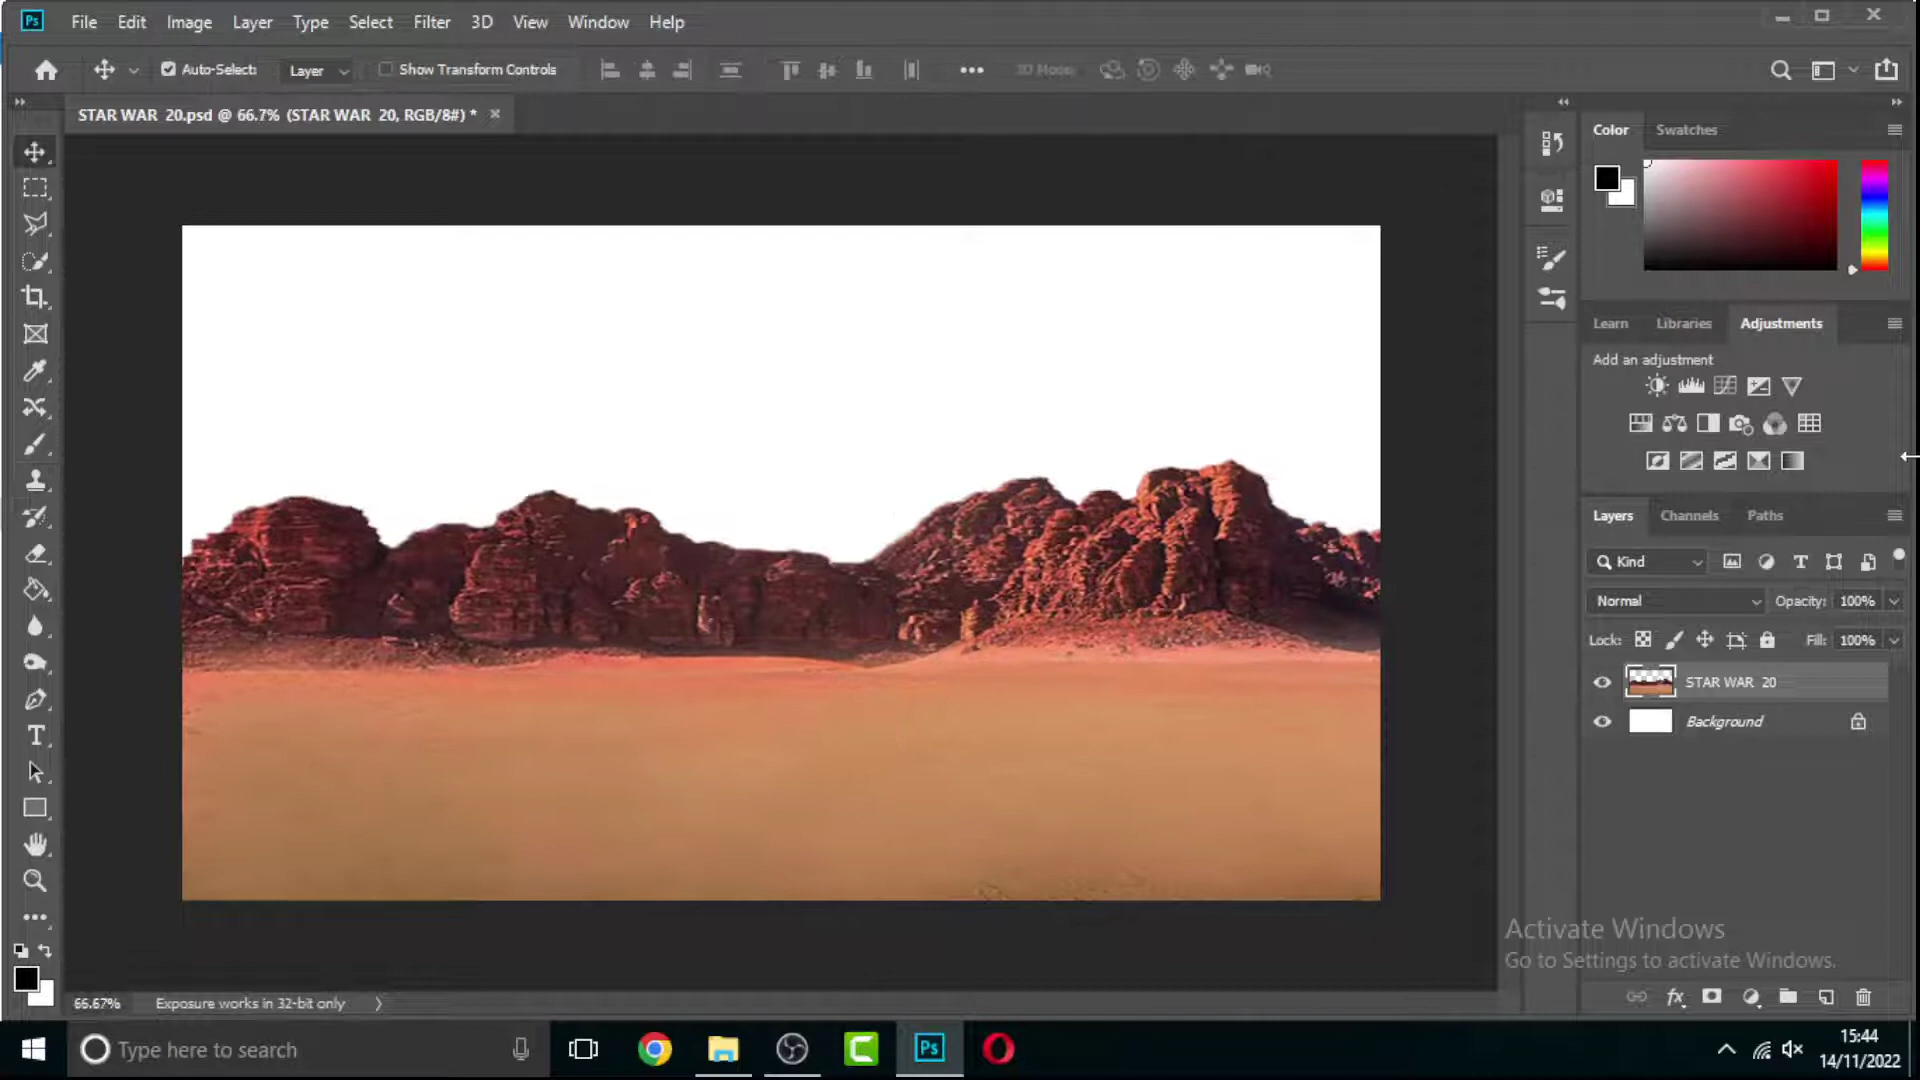 Ps File Edit Image Layer Type Select Filter 3D View Window Help
Auto-Select: Layer Show Transform Controls 3D Mode:
STAR WAR 20.psd @ 66.7% (STAR WAR 20, RGB/8#) *
Color Swatches
Learn Libraries Adjustments
Add an adjustment
Layers Channels Paths
Kind
Normal Opacity: 100%
Lock: Fill: 100%
STAR WAR 20
Background
Activate Windows
Go to Settings to activate Windows.
66.67% Exposure works in 32-bit only
Type here to search
Ps
15:44
14/11/2022